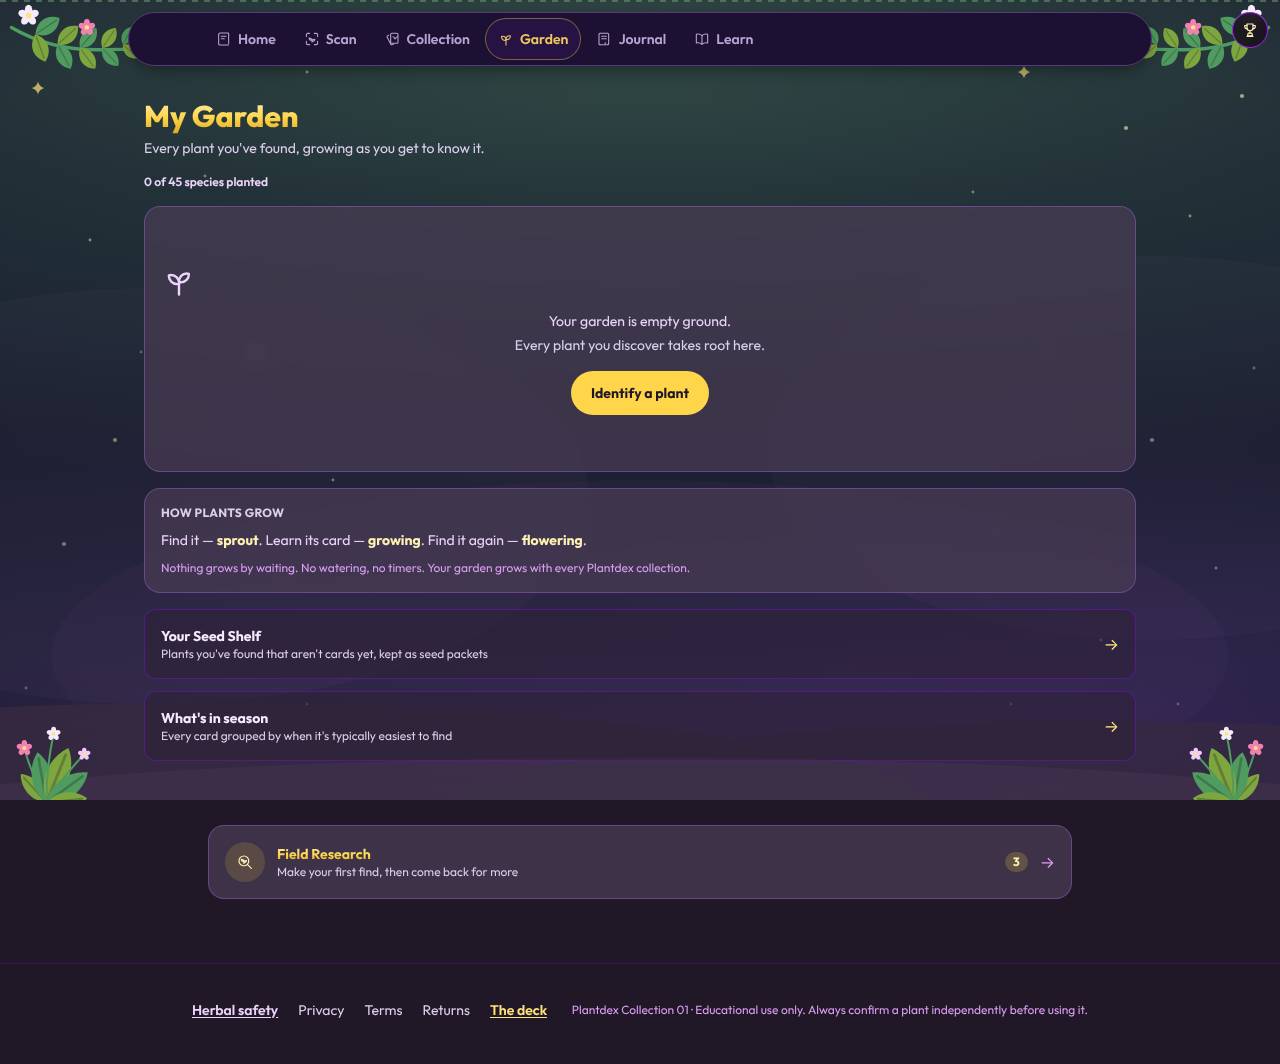 Home Scan Collection Garden Journal Learn
My Garden
Every plant you've found, growing as you get to know it.
0 of 45 species planted
Your garden is empty ground.
Every plant you discover takes root here.
Identify a plant
HOW PLANTS GROW
Find it — sprout. Learn its card — growing. Find it again — flowering.
Nothing grows by waiting. No watering, no timers. Your garden grows with every Plantdex collection.
Your Seed Shelf
Plants you've found that aren't cards yet, kept as seed packets
What's in season
Every card grouped by when it's typically easiest to find
Field Research
Make your first find, then come back for more
3
Herbal safety Privacy Terms Returns The deck Plantdex Collection 01 · Educational use only. Always confirm a plant independently before using it.